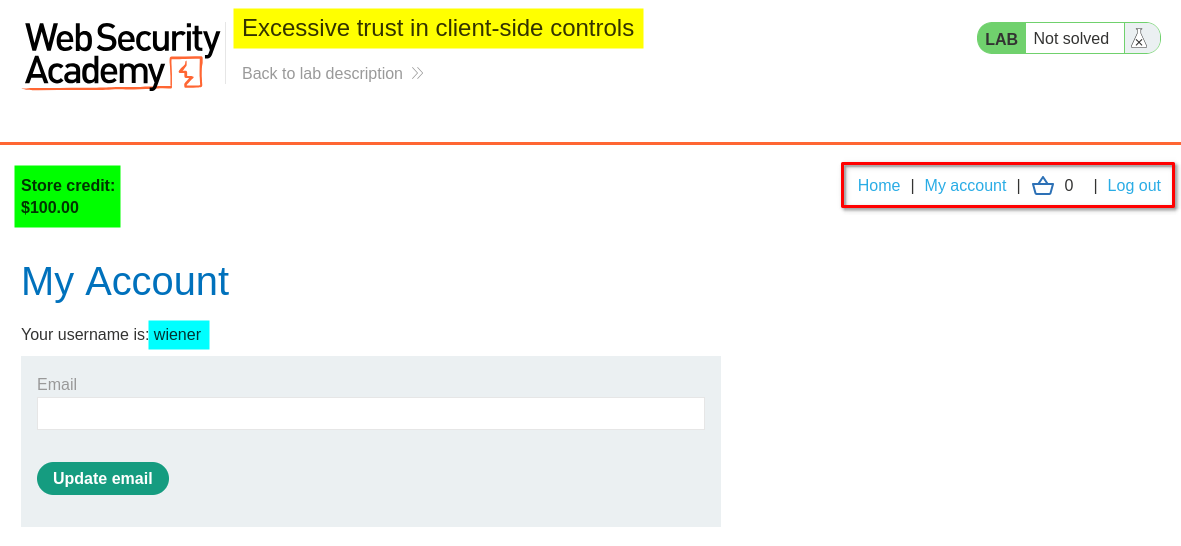 Web Security
Academy
Excessive trust in client-side controls
Back to lab description
LAB Not solved
Store credit:
$100.00
Home | My account | 0 | Log out
My Account
Your username is: wiener
Email
Update email